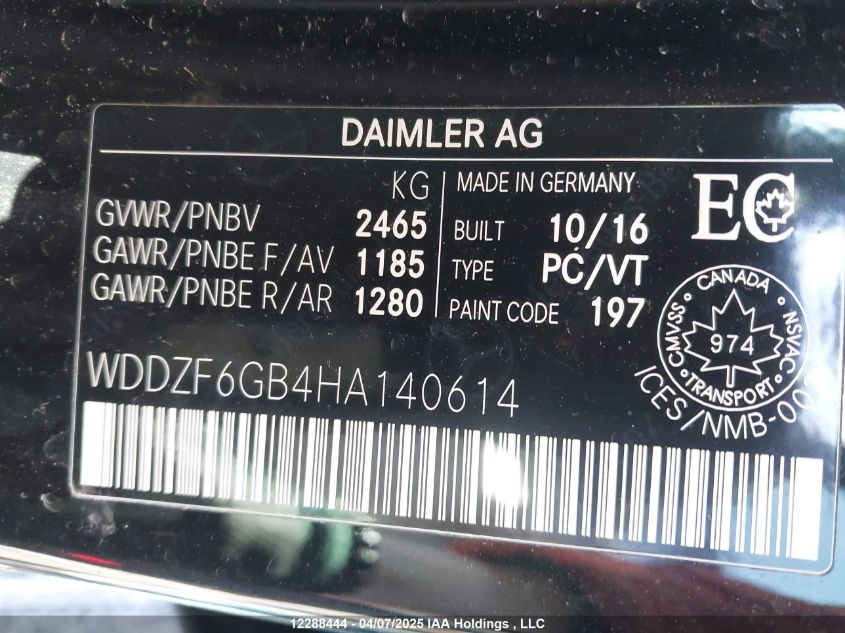 DAIMLER AG
KG
GVWR/PNBV 2465
GAWR/PNBE F/AV 1185
GAWR/PNBE R/AR 1280
MADE IN GERMANY
BUILT 10/16
TYPE PC/VT
PAINT CODE 197
EC
CANADA
CMVSS 974 NSVAC
TRANSPORT
ICES/NMB-00
WDDZF6GB4HA140614
12288444 - 04/07/2025 IAA Holdings , LLC